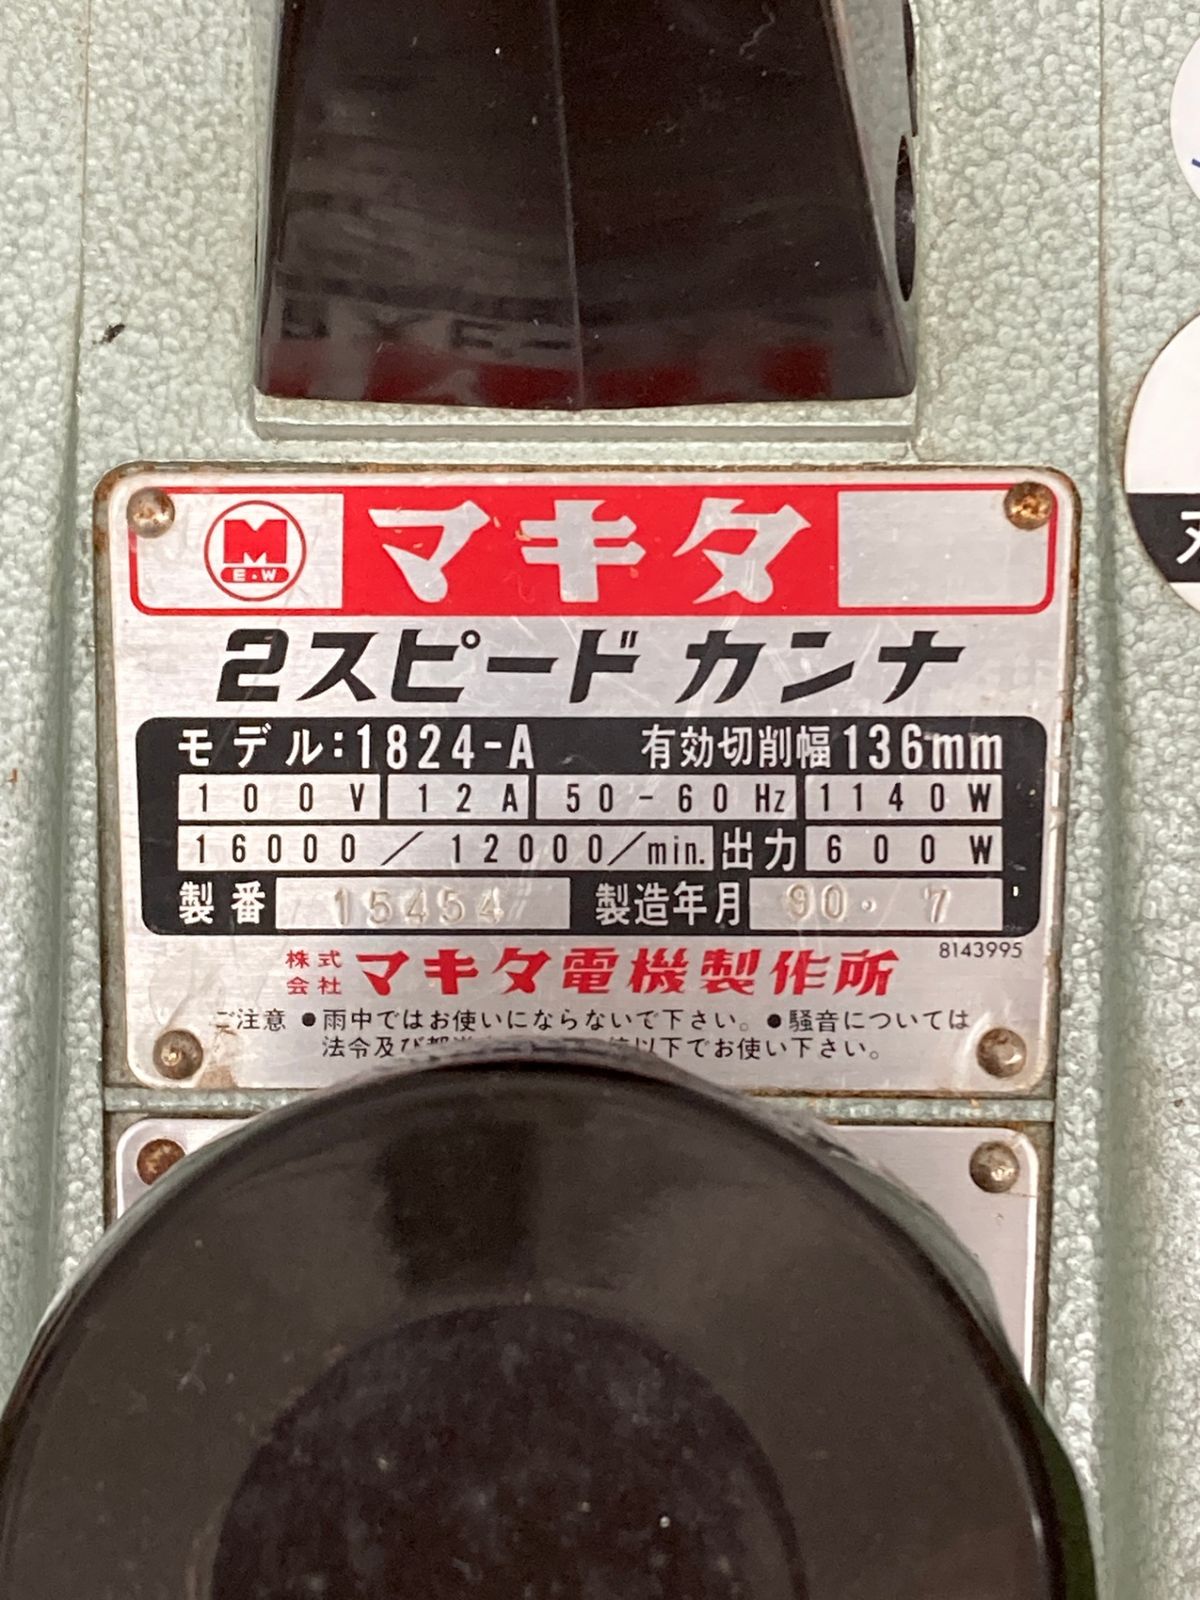 M
E.W
マキタ
2スピード カンナ
モデル:1824-A 有効切削幅136mm
100V 12A 50-60Hz 1140W
16000/12000/min. 出力 600W
製番 15454 製造年月 90. 7
8143995
株式会社 マキタ電機製作所
ご注意 ●雨中ではお使いにならないで下さい。●騒音については
法令及び都 以下でお使い下さい。